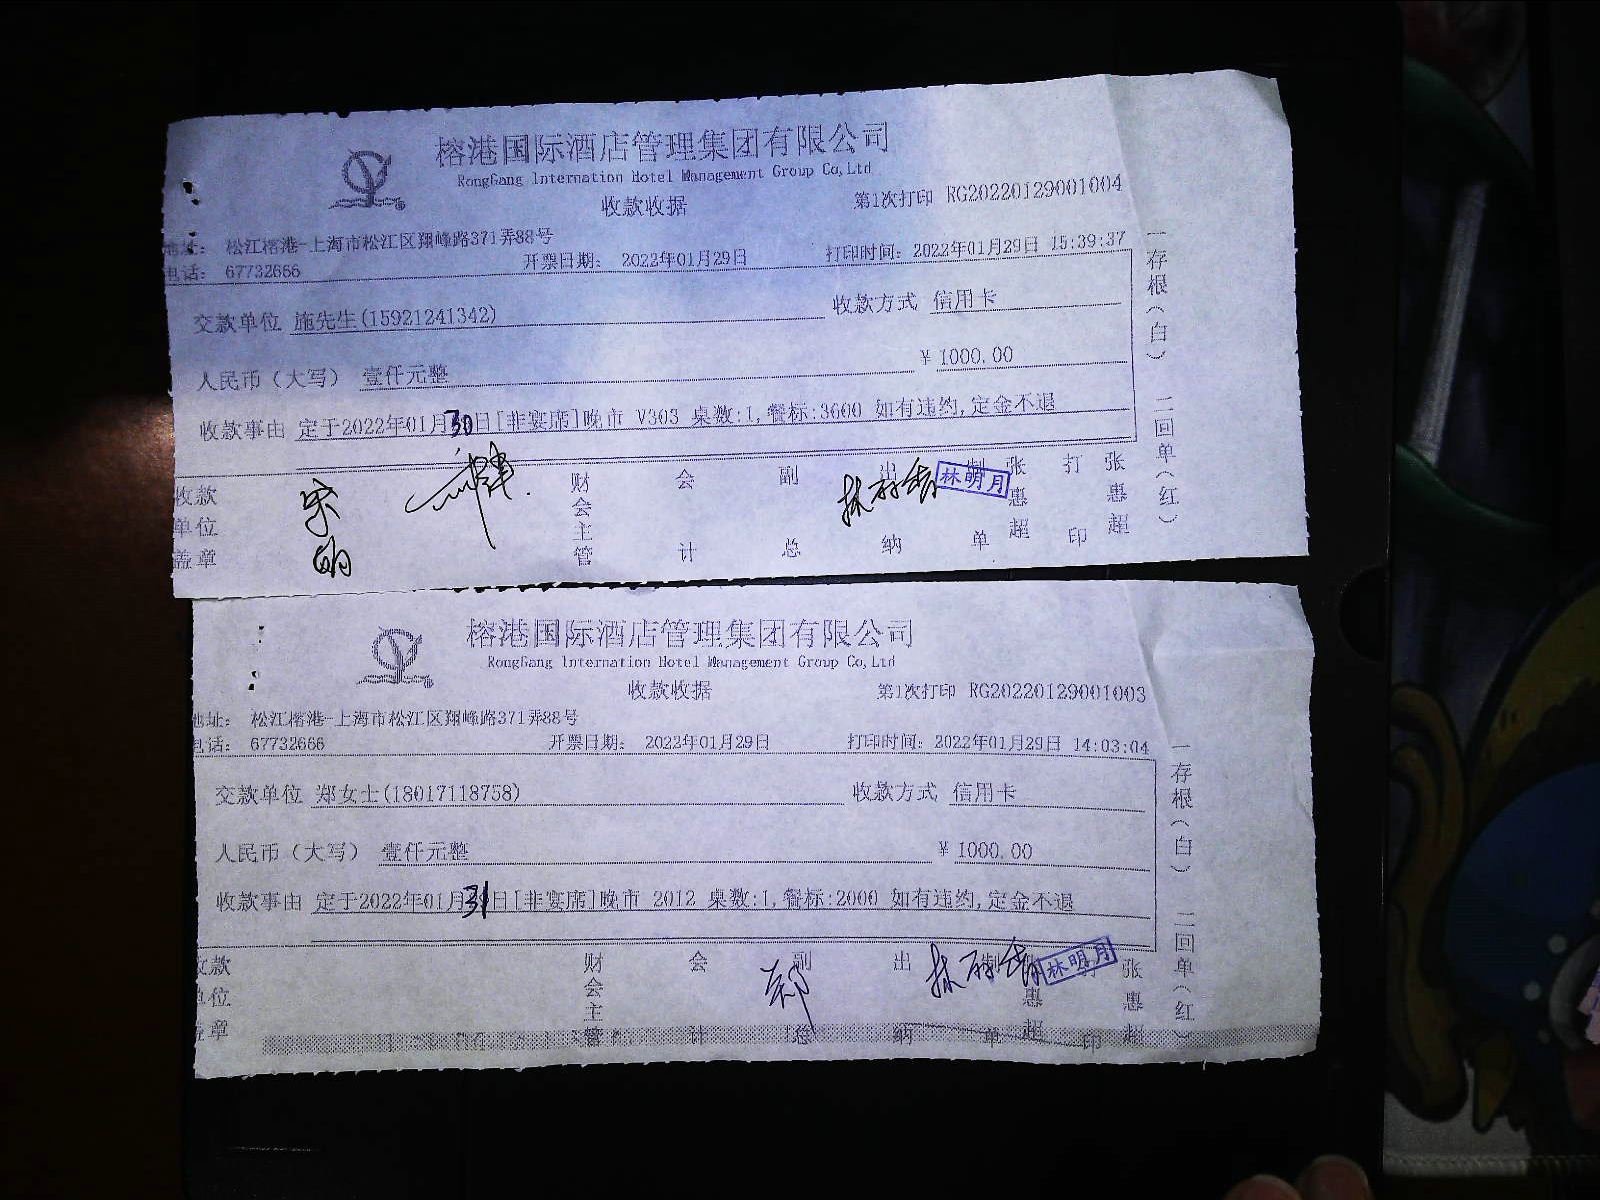 榕港国际酒店管理集团有限公司
RongGang Internation Hotel Management Group Co,Ltd
收款收据
第1次打印 RG20220129001004
地址: 松江榕港-上海市松江区翔峰路371弄88号
电话: 67732666 开票日期: 2022年01月29日 打印时间: 2022年01月29日 15:39:37
交款单位 施先生(15921241342) 收款方式 信用卡
人民币（大写） 壹仟元整 ¥ 1000.00
收款事由 定于2022年01月30日[非宴席]晚市 V303 桌数:1,餐标:3600 如有违约,定金不退
收款单位盖章 财会主管 会计 副总 出纳 林明月 制单 张惠超 打印 张惠超
一存根（白） 二回单（红）
榕港国际酒店管理集团有限公司
RongGang Internation Hotel Management Group Co,Ltd
收款收据
第1次打印 RG20220129001003
地址: 松江榕港-上海市松江区翔峰路371弄88号
电话: 67732666 开票日期: 2022年01月29日 打印时间: 2022年01月29日 14:03:04
交款单位 郑女士(18017118758) 收款方式 信用卡
人民币（大写） 壹仟元整 ¥ 1000.00
收款事由 定于2022年01月31日[非宴席]晚市 2012 桌数:1,餐标:2000 如有违约,定金不退
收款单位盖章 财会主管 会计 副总 郑 出纳 林明月 制单 张惠超 打印 张惠超
一存根（白） 二回单（红）